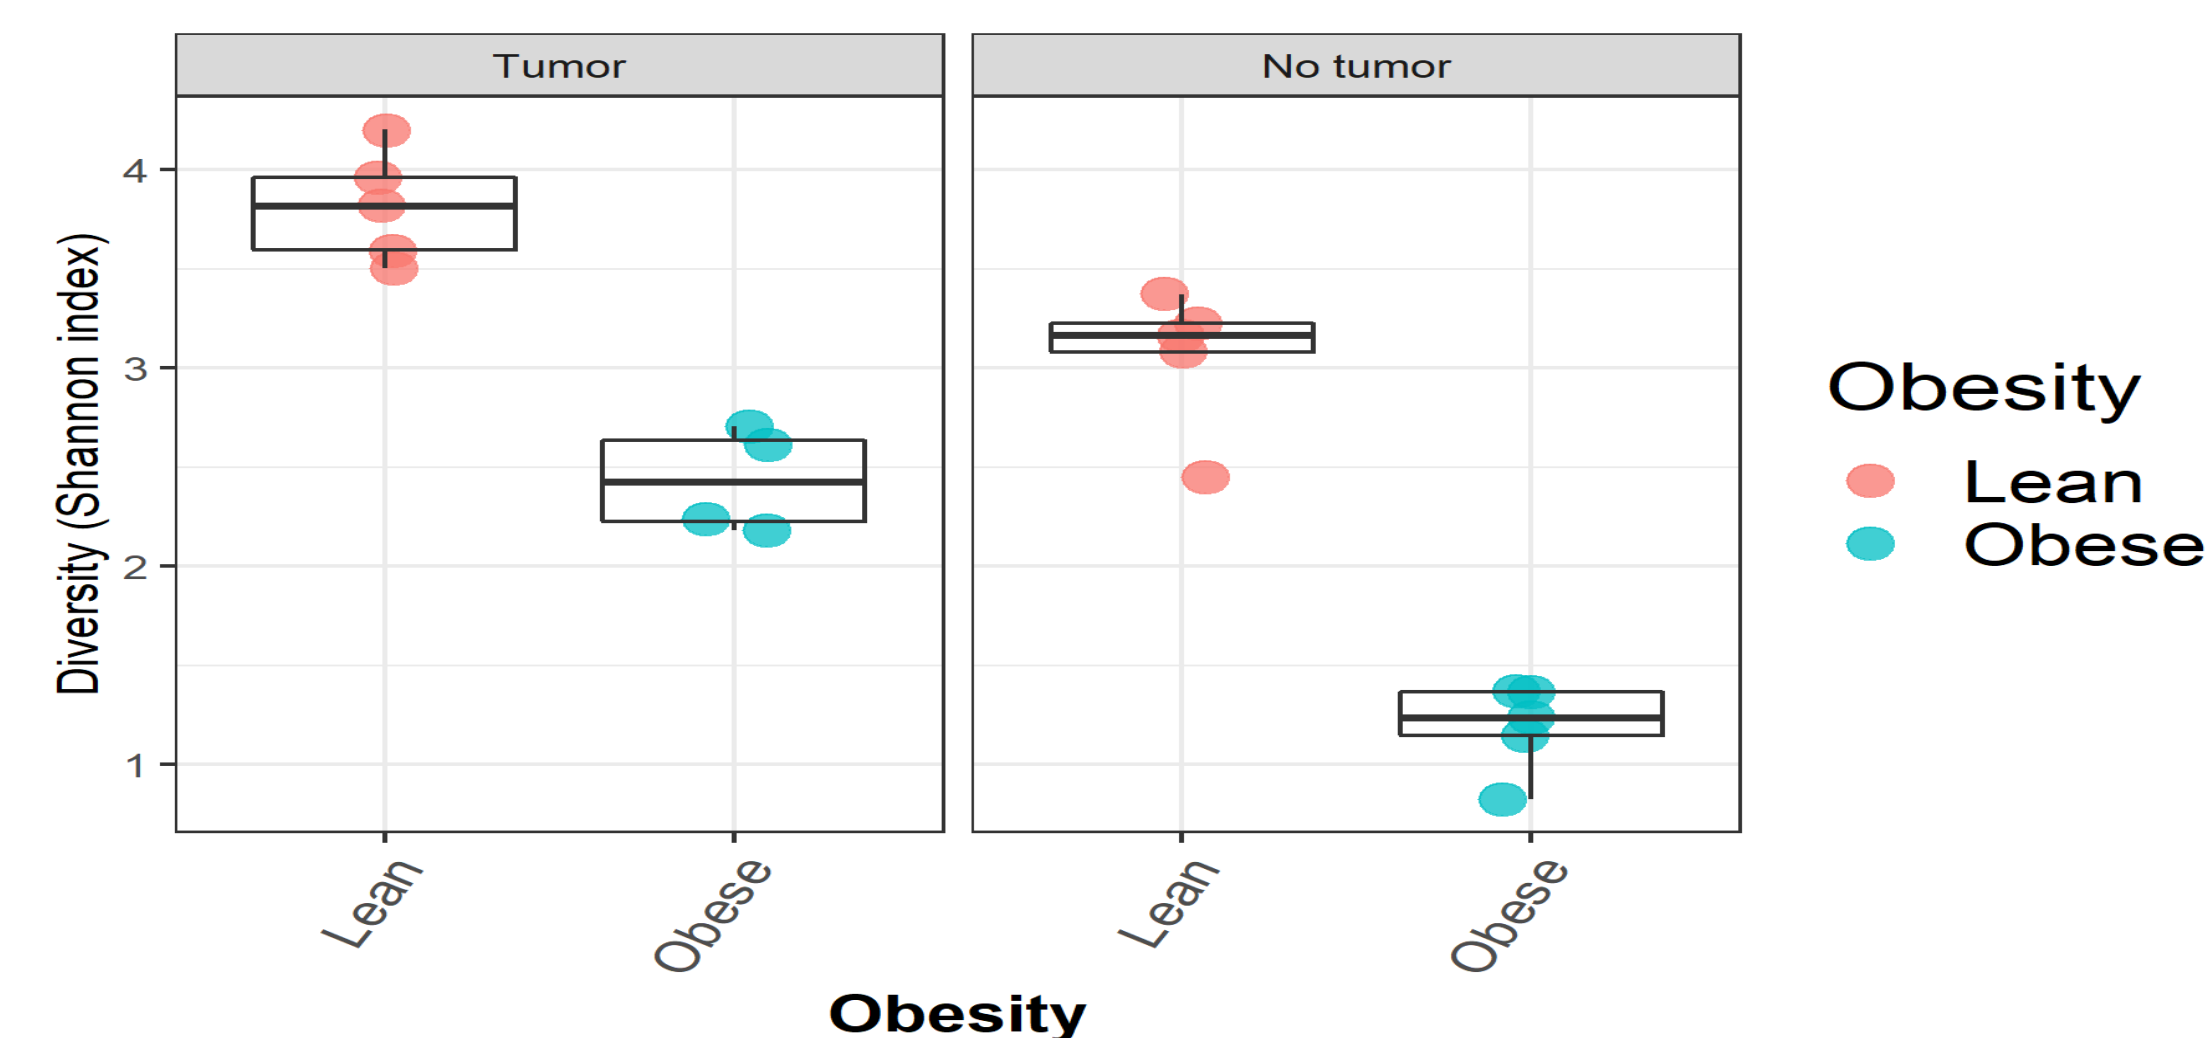 Tumor
No tumor
Diversity (Shannon index)
4
3
2
1
Lean
Obese
Lean
Obese
Obesity
Obesity
Lean
Obese